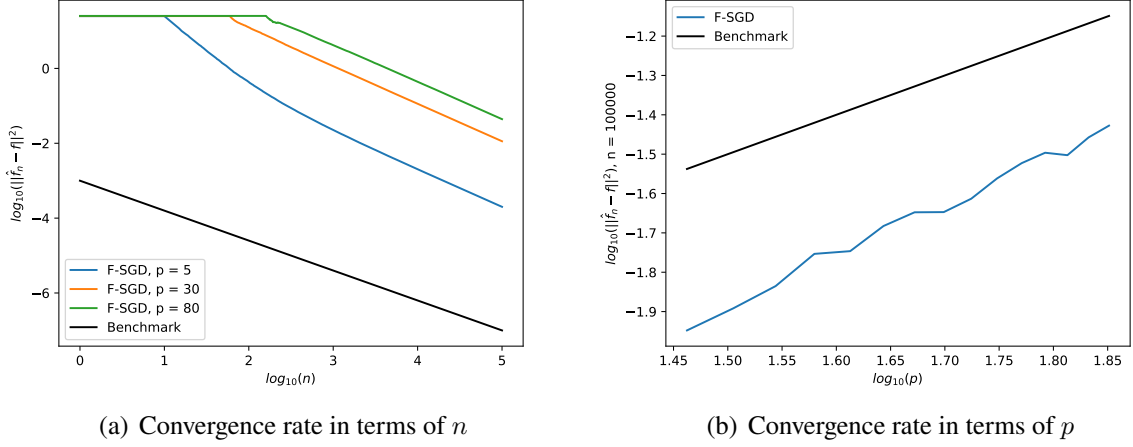 log₁₀(||f̂ₙ − f||²)
0
−2
−4
−6
F-SGD, p = 5
F-SGD, p = 30
F-SGD, p = 80
Benchmark
0 1 2 3 4 5
log₁₀(n)
(a) Convergence rate in terms of n
log₁₀(||f̂ₙ − f||²), n = 100000
F-SGD
Benchmark
−1.2
−1.3
−1.4
−1.5
−1.6
−1.7
−1.8
−1.9
1.45 1.50 1.55 1.60 1.65 1.70 1.75 1.80 1.85
log₁₀(p)
(b) Convergence rate in terms of p